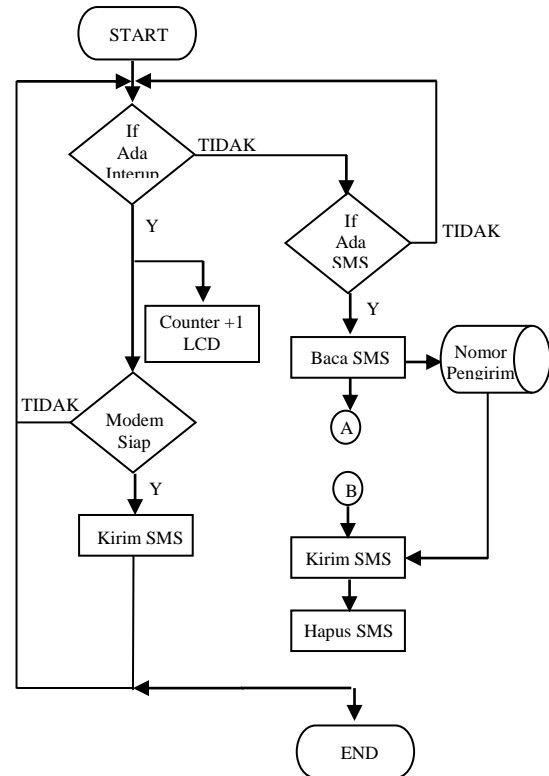 START
If
Ada
Interup
TIDAK
Y
If
Ada
SMS
TIDAK
Y
Counter +1
LCD
Baca SMS
Nomor
Pengirim
TIDAK
Modem
Siap
A
Y
B
Kirim SMS
Kirim SMS
Hapus SMS
END